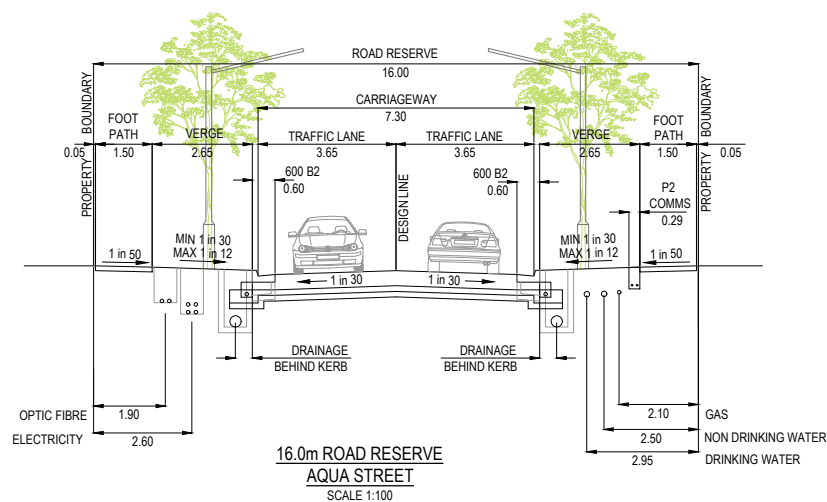 ROAD RESERVE
16.00
CARRIAGEWAY
7.30
PROPERTY BOUNDARY
0.05
FOOT
PATH
1.50
VERGE
2.65
TRAFFIC LANE
3.65
TRAFFIC LANE
3.65
VERGE
2.65
FOOT
PATH
1.50
0.05
PROPERTY BOUNDARY
600 B2
0.60
DESIGN LINE
600 B2
0.60
P2
COMMS
0.29
1 in 50
MIN 1 in 30
MAX 1 in 12
1 in 30
1 in 30
MIN 1 in 30
MAX 1 in 12
1 in 50
DRAINAGE
BEHIND KERB
DRAINAGE
BEHIND KERB
OPTIC FIBRE
1.90
ELECTRICITY
2.60
2.10
GAS
2.50
NON DRINKING WATER
2.95
DRINKING WATER
16.0m ROAD RESERVE
AQUA STREET
SCALE 1:100